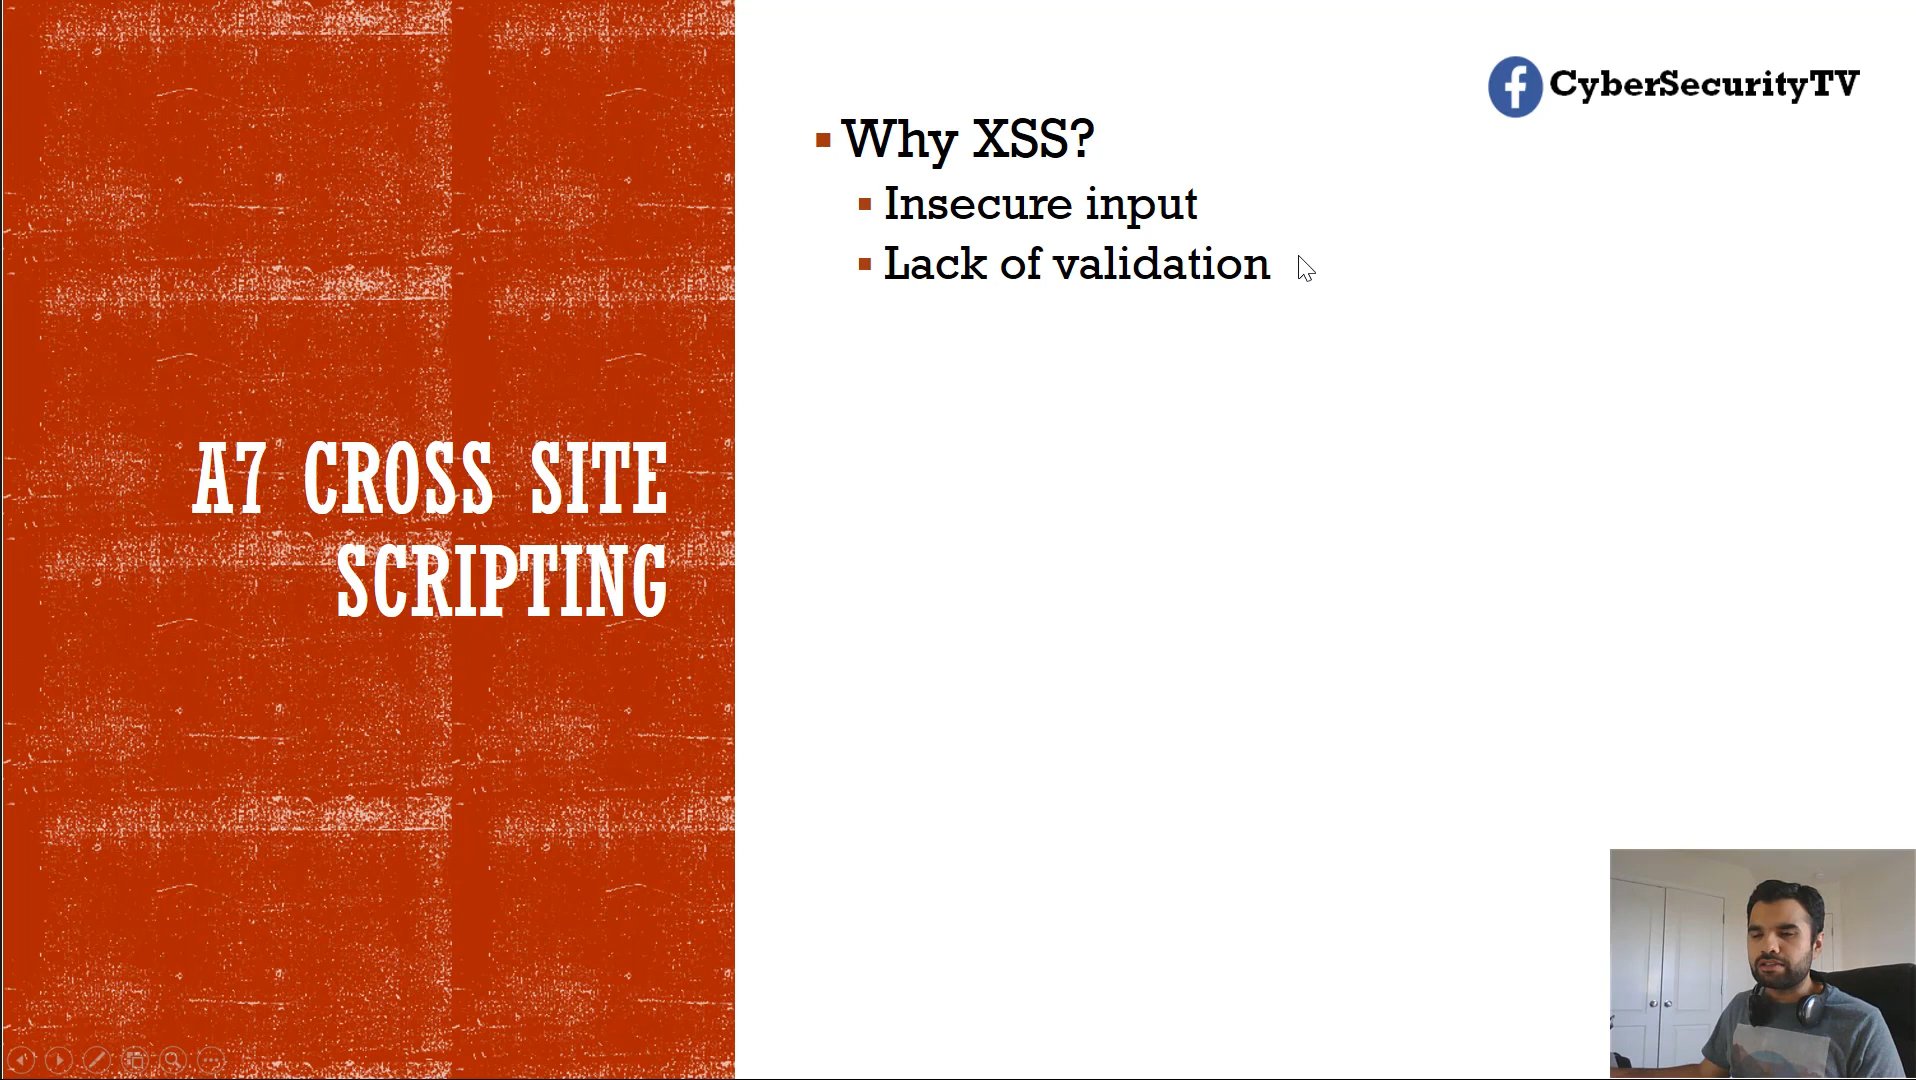 A7 CROSS SITE
SCRIPTING
CyberSecurityTV
Why XSS?
Insecure input
Lack of validation